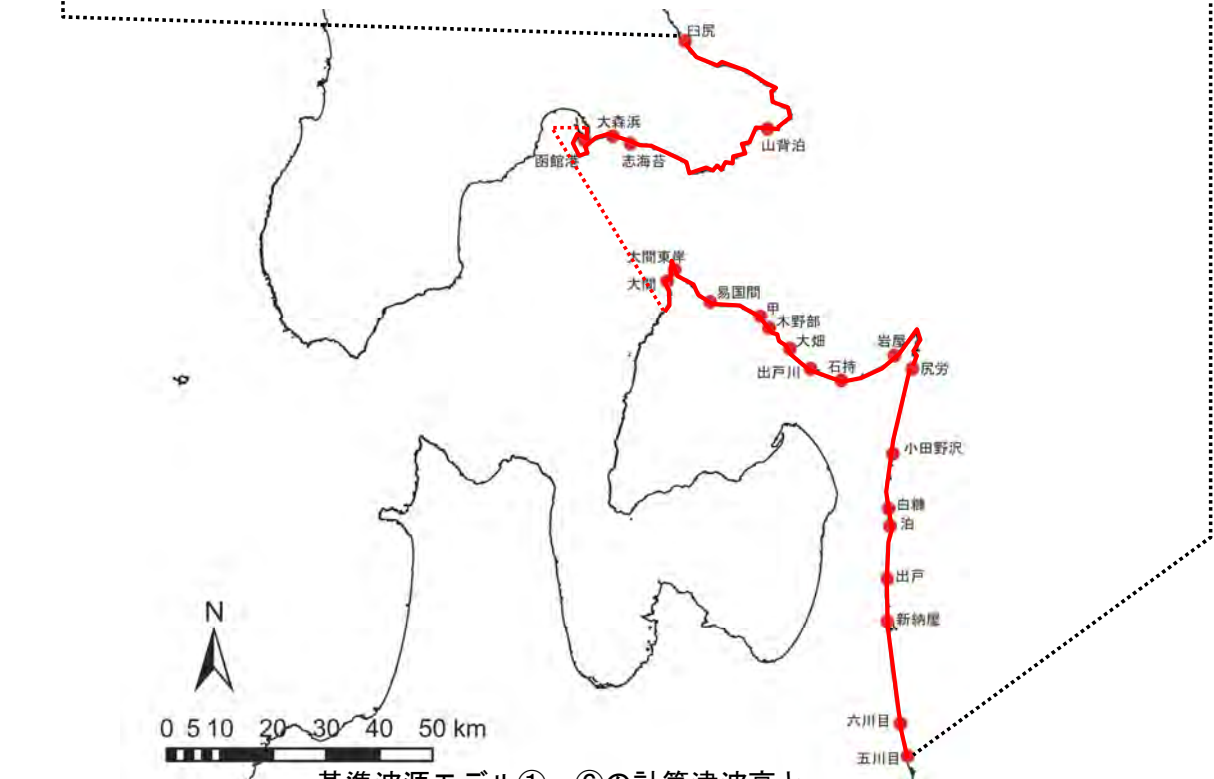 臼尻
大森浜
函館港
志海苔
山背泊
大間東岸
大間
易国間
甲
木野部
大畑
岩屋
出戸川
石持
尻労
小田野沢
白糠
泊
出戸
新納屋
N
六川目
0 5 10 20 30 40 50 km
五川目